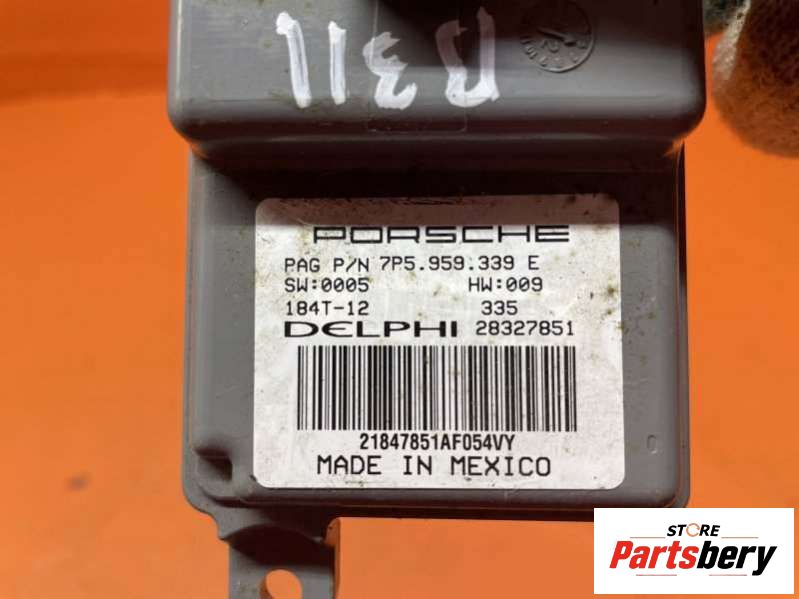 R311
PORSCHE
PAG P/N 7P5.959.339 E
SW:0005 HW:009
184T-12 335
DELPHI 28327851
21847851AF054VY
MADE IN MEXICO
STORE
Partsbery